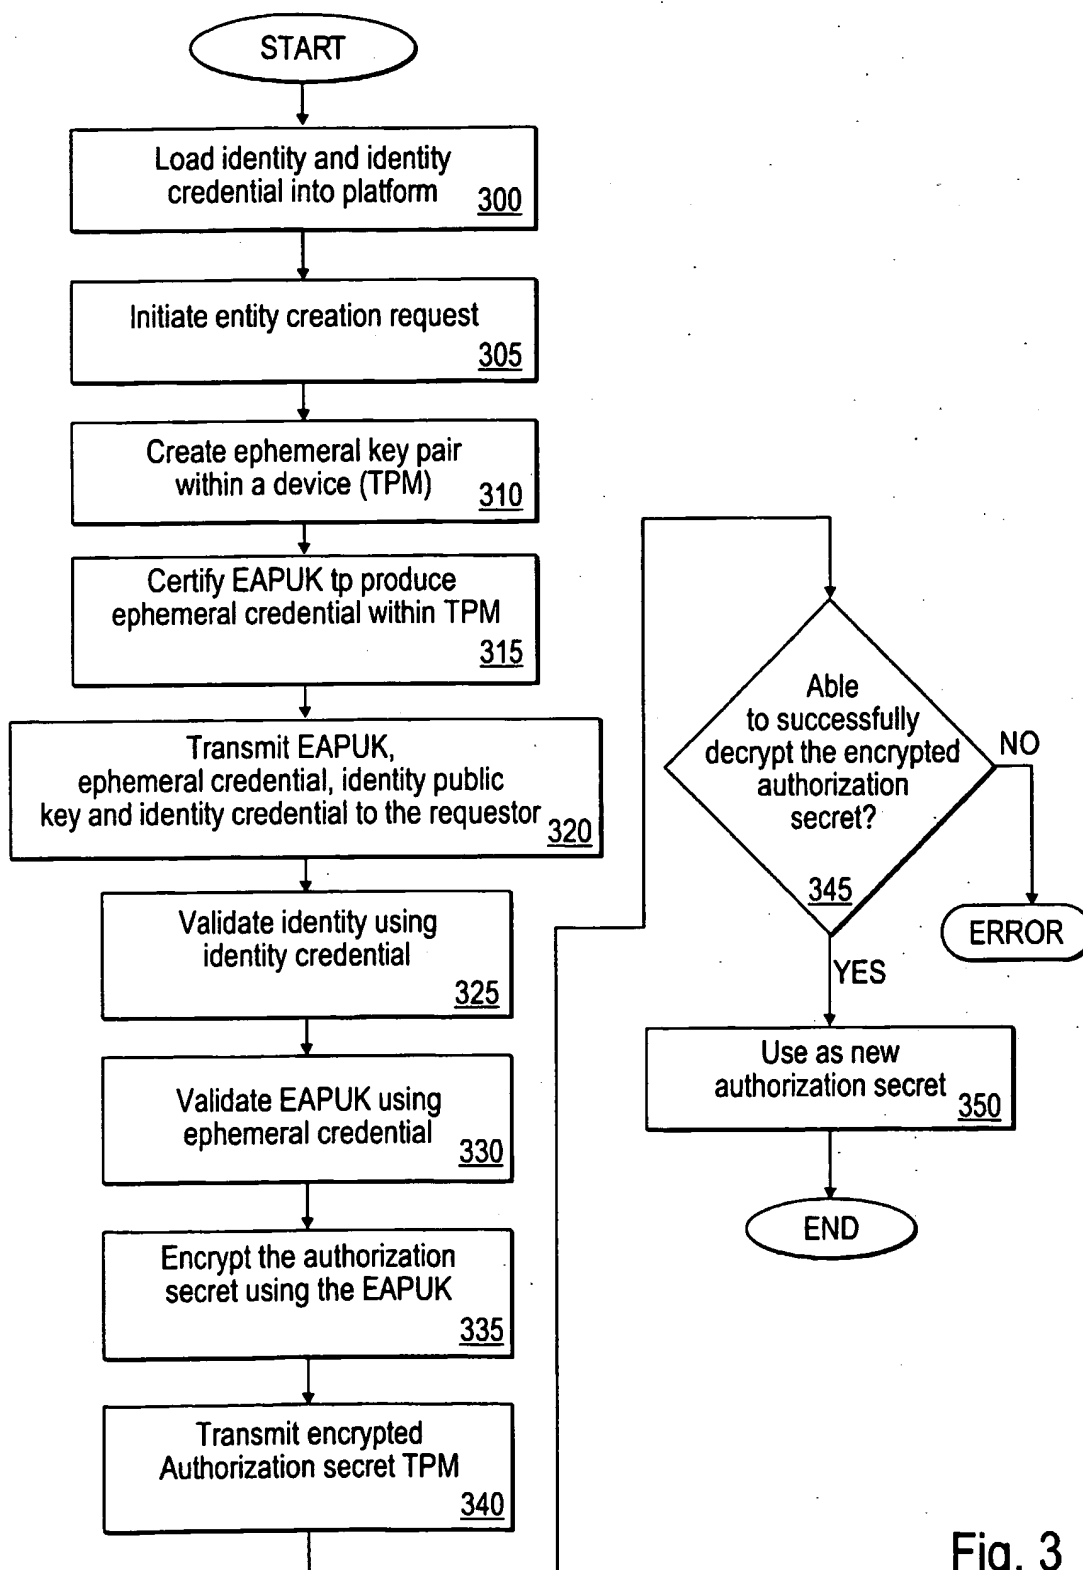 START
Load identity and identity
credential into platform
300
Initiate entity creation request
305
Create ephemeral key pair
within a device (TPM)
310
Certify EAPUK tp produce
ephemeral credential within TPM
315
Transmit EAPUK,
ephemeral credential, identity public
key and identity credential to the requestor
320
Validate identity using
identity credential
325
Validate EAPUK using
ephemeral credential
330
Encrypt the authorization
secret using the EAPUK
335
Transmit encrypted
Authorization secret TPM
340
Able
to successfully
decrypt the encrypted
authorization
secret?
345
NO
ERROR
YES
Use as new
authorization secret
350
END
Fig. 3